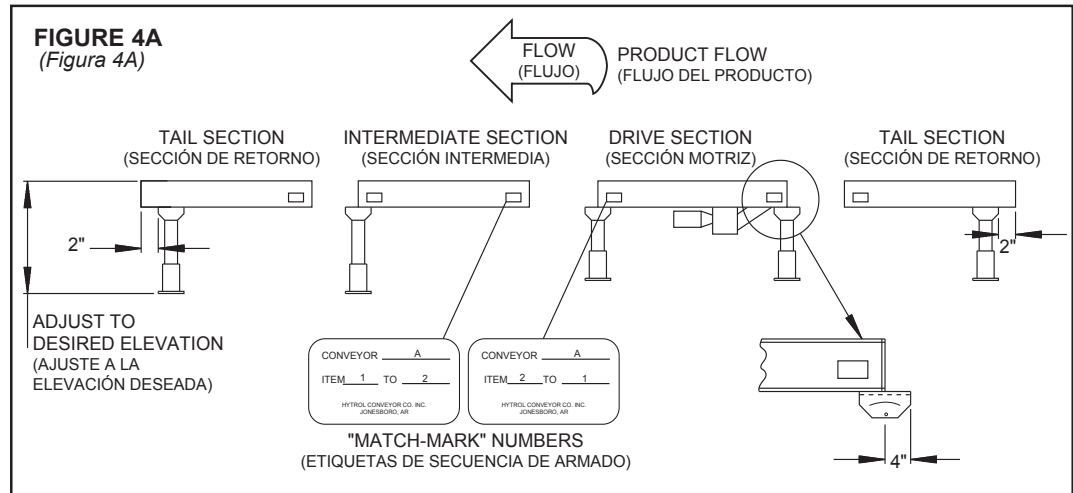 FIGURE 4A
(Figura 4A)
FLOW
(FLUJO)
PRODUCT FLOW
(FLUJO DEL PRODUCTO)
TAIL SECTION
(SECCIÓN DE RETORNO)
INTERMEDIATE SECTION
(SECCIÓN INTERMEDIA)
DRIVE SECTION
(SECCIÓN MOTRIZ)
TAIL SECTION
(SECCIÓN DE RETORNO)
2"
2"
ADJUST TO
DESIRED ELEVATION
(AJUSTE A LA
ELEVACIÓN DESEADA)
CONVEYOR A
ITEM 1 TO 2
HYTROL CONVEYOR CO. INC.
JONESBORO, AR
CONVEYOR A
ITEM 2 TO 1
HYTROL CONVEYOR CO. INC.
JONESBORO, AR
4"
"MATCH-MARK" NUMBERS
(ETIQUETAS DE SECUENCIA DE ARMADO)